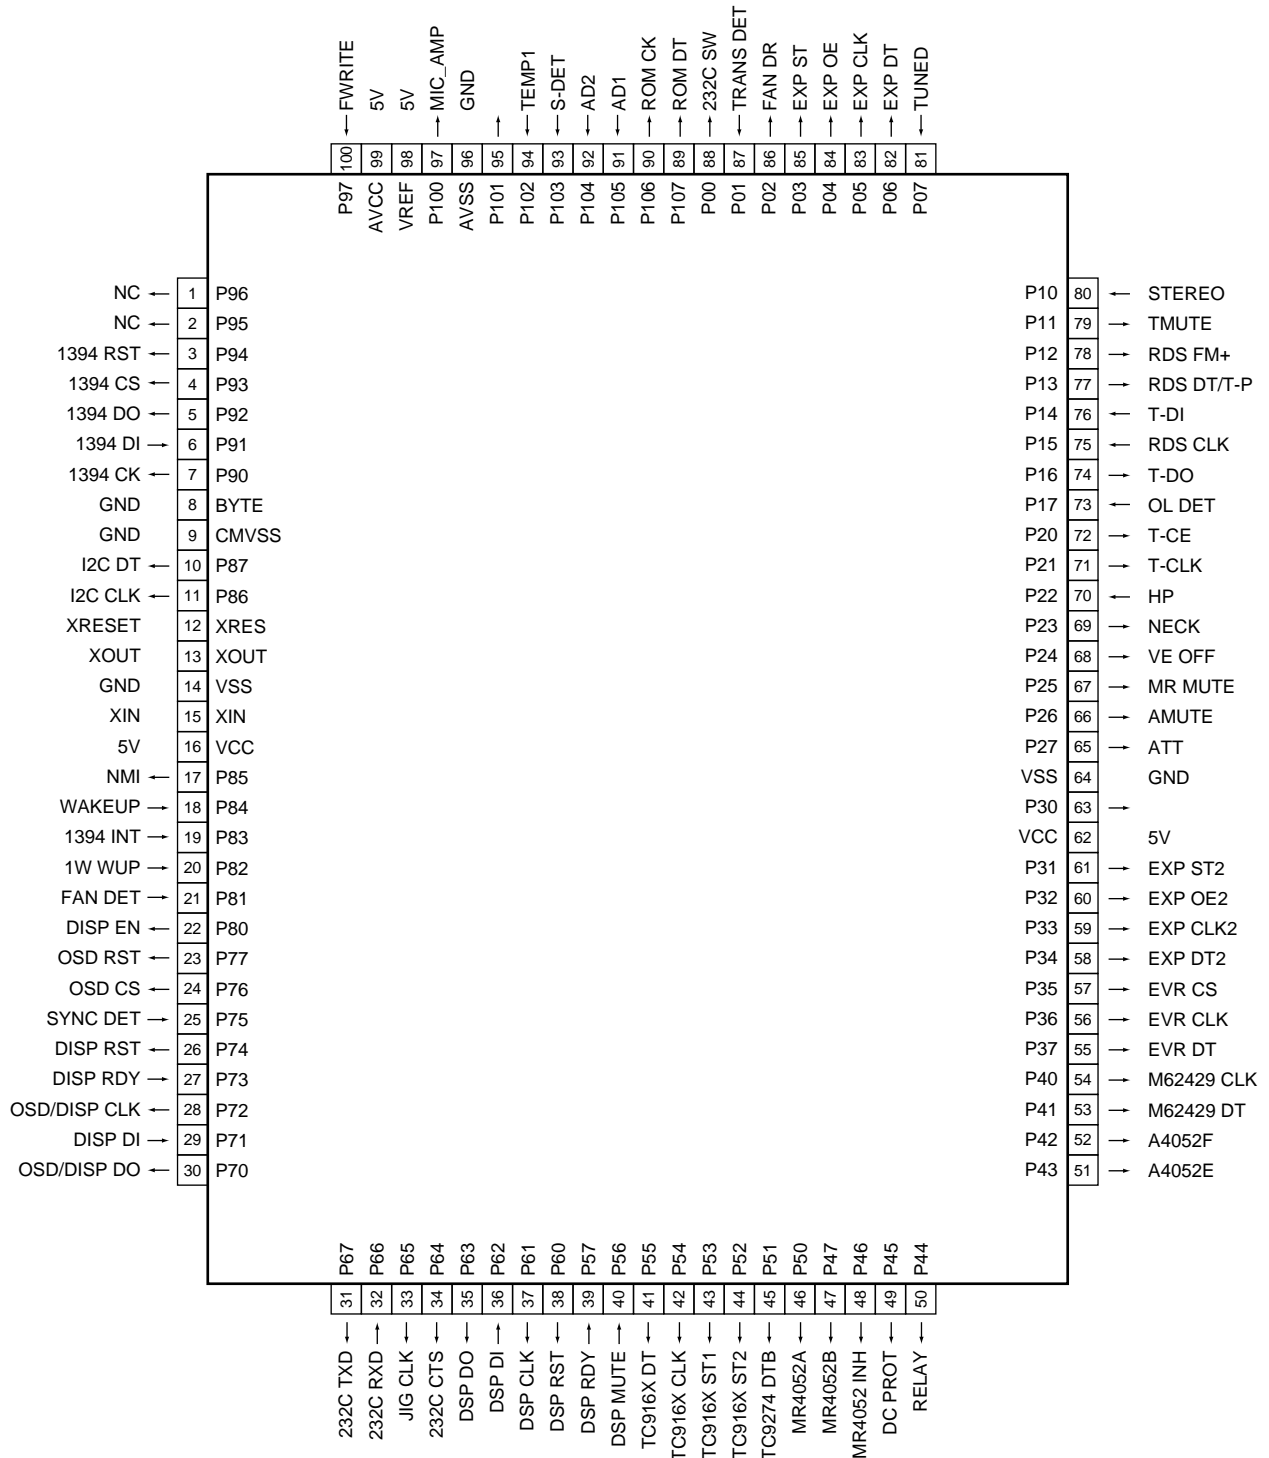 FWRITE 5V 5V MIC_AMP GND TEMP1 S-DET AD2 AD1 ROM CK ROM DT 232C SW TRANS DET FAN DR EXP ST EXP OE EXP CLK EXP DT TUNED
100 99 98 97 96 95 94 93 92 91 90 89 88 87 86 85 84 83 82 81
P97 AVCC VREF P100 AVSS P101 P102 P103 P104 P105 P106 P107 P00 P01 P02 P03 P04 P05 P06 P07
NC 1 P96 P10 80 STEREO
NC 2 P95 P11 79 TMUTE
1394 RST 3 P94 P12 78 RDS FM+
1394 CS 4 P93 P13 77 RDS DT/T-P
1394 DO 5 P92 P14 76 T-DI
1394 DI 6 P91 P15 75 RDS CLK
1394 CK 7 P90 P16 74 T-DO
GND 8 BYTE P17 73 OL DET
GND 9 CMVSS P20 72 T-CE
I2C DT 10 P87 P21 71 T-CLK
I2C CLK 11 P86 P22 70 HP
XRESET 12 XRES P23 69 NECK
XOUT 13 XOUT P24 68 VE OFF
GND 14 VSS P25 67 MR MUTE
XIN 15 XIN P26 66 AMUTE
5V 16 VCC P27 65 ATT
NMI 17 P85 VSS 64 GND
WAKEUP 18 P84 P30 63
1394 INT 19 P83 VCC 62 5V
1W WUP 20 P82 P31 61 EXP ST2
FAN DET 21 P81 P32 60 EXP OE2
DISP EN 22 P80 P33 59 EXP CLK2
OSD RST 23 P77 P34 58 EXP DT2
OSD CS 24 P76 P35 57 EVR CS
SYNC DET 25 P75 P36 56 EVR CLK
DISP RST 26 P74 P37 55 EVR DT
DISP RDY 27 P73 P40 54 M62429 CLK
OSD/DISP CLK 28 P72 P41 53 M62429 DT
DISP DI 29 P71 P42 52 A4052F
OSD/DISP DO 30 P70 P43 51 A4052E
P67 P66 P65 P64 P63 P62 P61 P60 P57 P56 P55 P54 P53 P52 P51 P50 P47 P46 P45 P44
31 32 33 34 35 36 37 38 39 40 41 42 43 44 45 46 47 48 49 50
232C TXD 232C RXD JIG CLK 232C CTS DSP DO DSP DI DSP CLK DSP RST DSP RDY DSP MUTE TC916X DT TC916X CLK TC916X ST1 TC916X ST2 TC9274 DTB MR4052A MR4052B MR4052 INH DC PROT RELAY